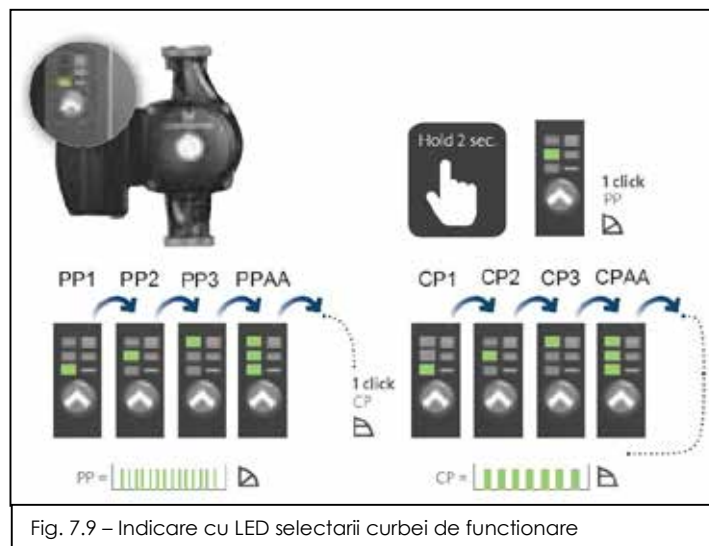 Hold 2 sec.
1 click
PP
PP1 PP2 PP3 PPAA
CP1 CP2 CP3 CPAA
1 click
CP
PP =
CP =
Fig. 7.9 – Indicare cu LED selectarii curbei de functionare